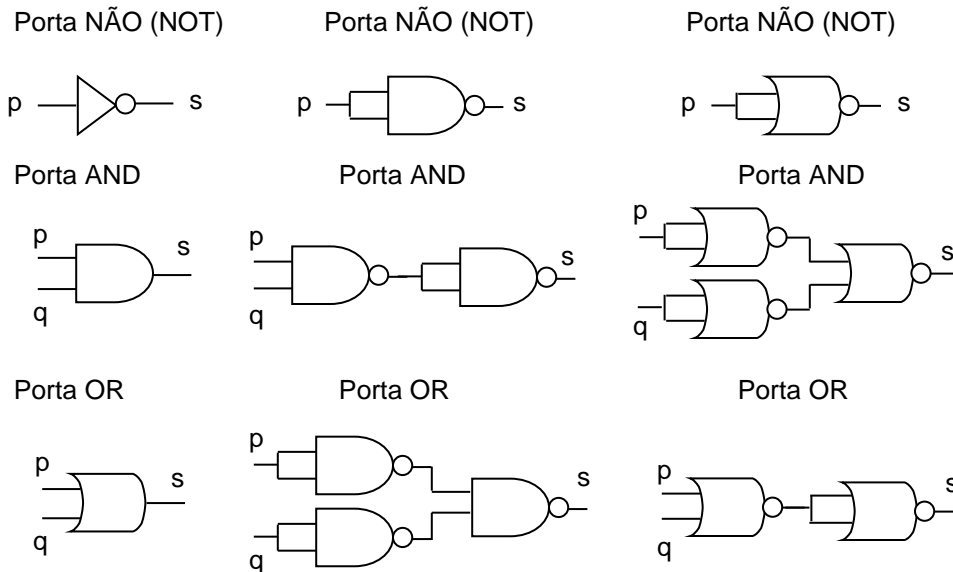 Porta NÃO (NOT) Porta NÃO (NOT) Porta NÃO (NOT)
p s p s p s
Porta AND Porta AND Porta AND
p s p s p s
q q q
Porta OR Porta OR Porta OR
p s p s p s
q q q